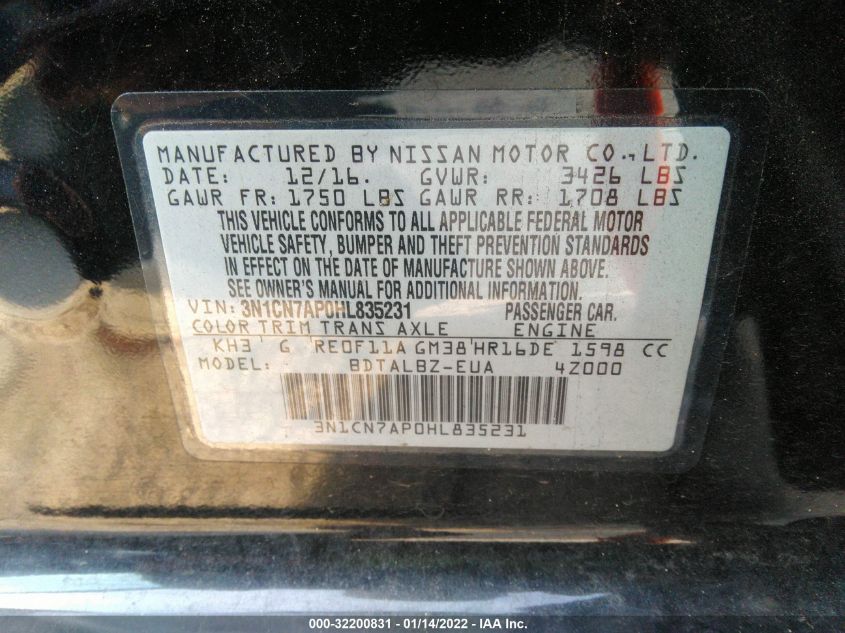 MANUFACTURED BY NISSAN MOTOR CO.,LTD.
DATE: 12/16. GVWR: 3426 LBS
GAWR FR: 1750 LBS GAWR RR: 1708 LBS
THIS VEHICLE CONFORMS TO ALL APPLICABLE FEDERAL MOTOR
VEHICLE SAFETY, BUMPER AND THEFT PREVENTION STANDARDS
IN EFFECT ON THE DATE OF MANUFACTURE SHOWN ABOVE.
SEE OWNER'S MANUAL FOR ADDITIONAL INFORMATION.
VIN: 3N1CN7AP0HL835231 PASSENGER CAR.
COLOR TRIM TRANS AXLE ENGINE
KH3 G RE0F11A GM38 HR16DE 1598 CC
MODEL: BDTALBZ-EUA 4Z000
3N1CN7AP0HL835231
000-32200831 - 01/14/2022 - IAA Inc.